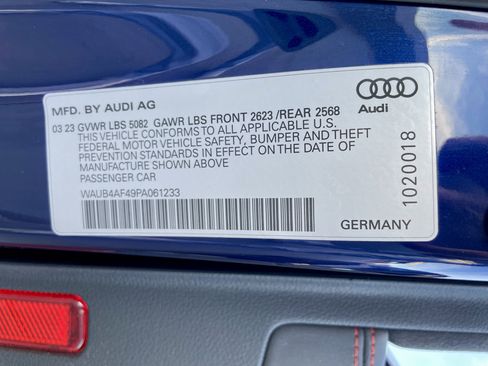 MFD. BY AUDI AG
Audi
03 23 GVWR LBS 5082 GAWR LBS FRONT 2623 /REAR 2568
THIS VEHICLE CONFORMS TO ALL APPLICABLE U.S.
FEDERAL MOTOR VEHICLE SAFETY, BUMPER AND THEFT
PREVENTION STANDARDS IN EFFECT ON THE DATE OF
MANUFACTURE SHOWN ABOVE
PASSENGER CAR
WAUB4AF49PA061233
1020018
GERMANY